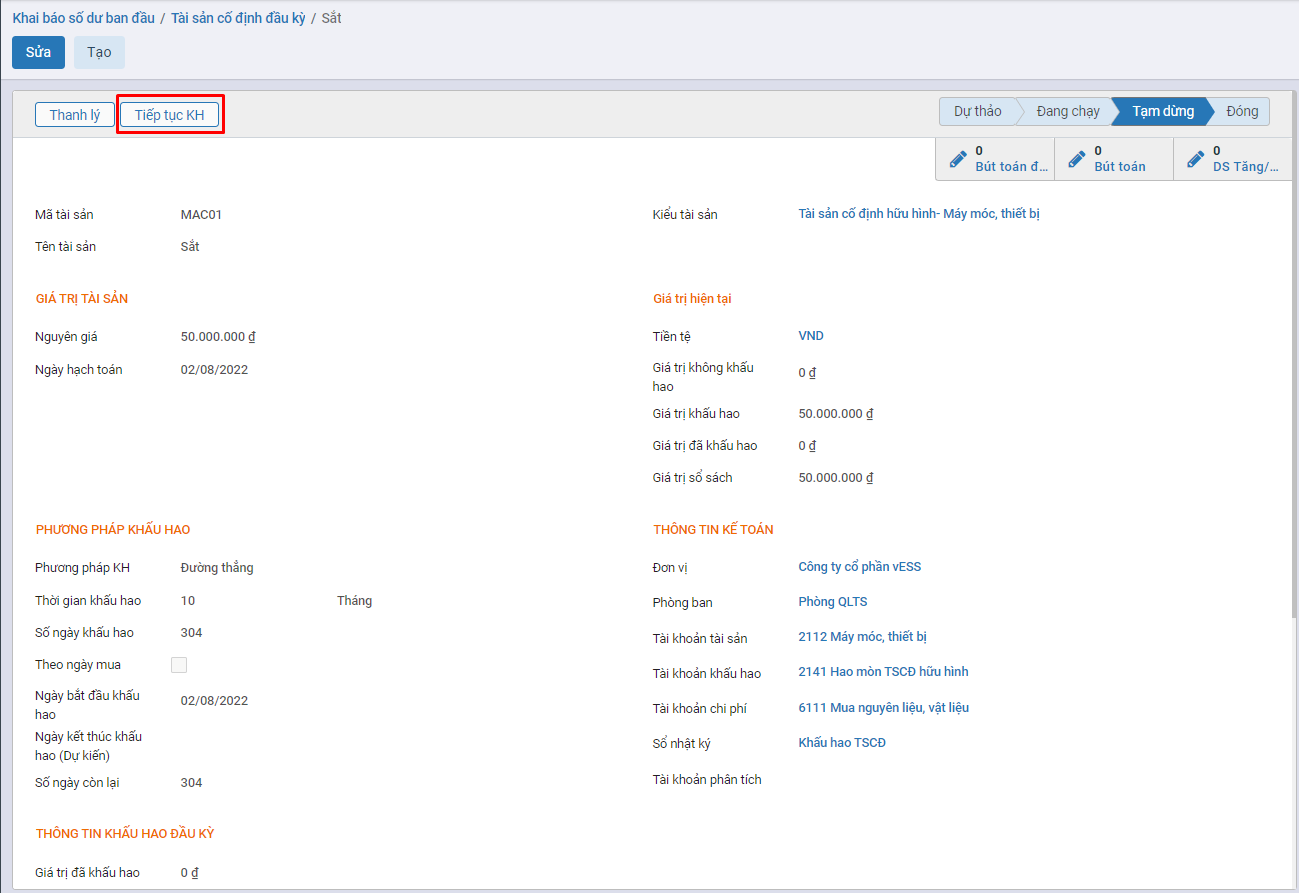 Khai báo số dư ban đầu / Tài sản cố định đầu kỳ / Sắt
Sửa Tạo
Thanh lý Tiếp tục KH Dự thảo Đang chạy Tạm dừng Đóng
0 Bút toán đ... 0 Bút toán 0 DS Tăng/...
Mã tài sản MAC01 Kiểu tài sản Tài sản cố định hữu hình- Máy móc, thiết bị
Tên tài sản Sắt
GIÁ TRỊ TÀI SẢN Giá trị hiện tại
Nguyên giá 50.000.000 ₫ Tiền tệ VND
Ngày hạch toán 02/08/2022 Giá trị không khấu
hao 0 ₫
Giá trị khấu hao 50.000.000 ₫
Giá trị đã khấu hao 0 ₫
Giá trị sổ sách 50.000.000 ₫
PHƯƠNG PHÁP KHẤU HAO THÔNG TIN KẾ TOÁN
Phương pháp KH Đường thẳng Đơn vị Công ty cổ phần vESS
Thời gian khấu hao 10 Tháng Phòng ban Phòng QLTS
Số ngày khấu hao 304 Tài khoản tài sản 2112 Máy móc, thiết bị
Theo ngày mua Tài khoản khấu hao 2141 Hao mòn TSCĐ hữu hình
Ngày bắt đầu khấu
hao 02/08/2022 Tài khoản chi phí 6111 Mua nguyên liệu, vật liệu
Ngày kết thúc khấu
hao (Dự kiến) Sổ nhật ký Khấu hao TSCĐ
Số ngày còn lại 304 Tài khoản phân tích
THÔNG TIN KHẤU HAO ĐẦU KỲ
Giá trị đã khấu hao 0 ₫